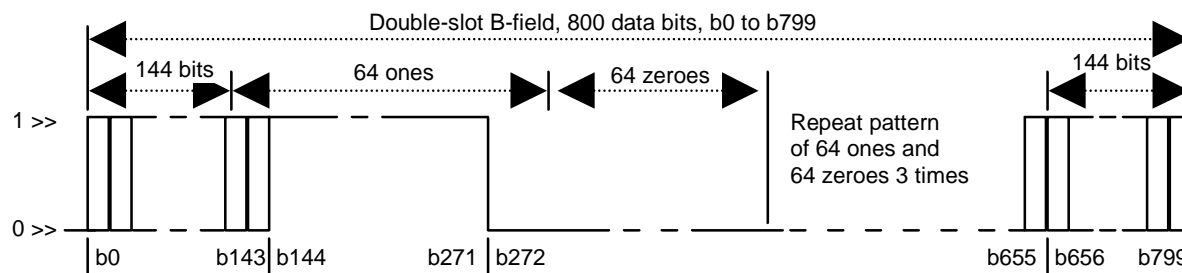 Double-slot B-field, 800 data bits, b0 to b799
144 bits
64 ones
64 zeroes
144 bits
1 >>
Repeat pattern
of 64 ones and
64 zeroes 3 times
0 >>
b0
b143
b144
b271
b272
b655
b656
b799